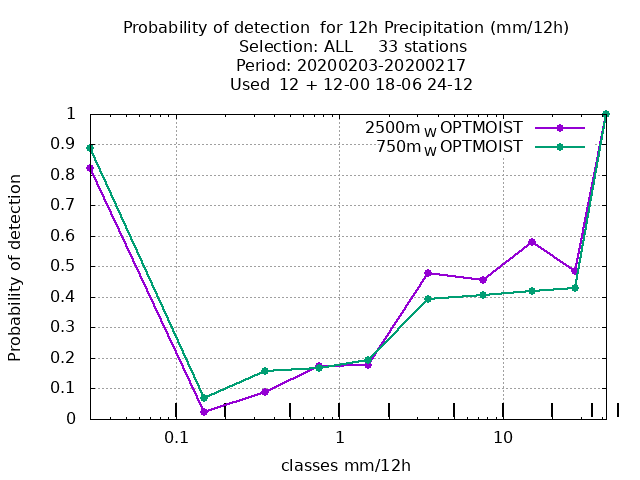 Probability of detection  for 12h Precipitation (mm/12h)
Selection: ALL     33 stations
Period: 20200203-20200217
Used  12 + 12-00 18-06 24-12
2500m W OPTMOIST
750m W OPTMOIST
1
0.9
0.8
0.7
0.6
0.5
0.4
0.3
0.2
0.1
0
Probability of detection
0.1 1 10
classes mm/12h